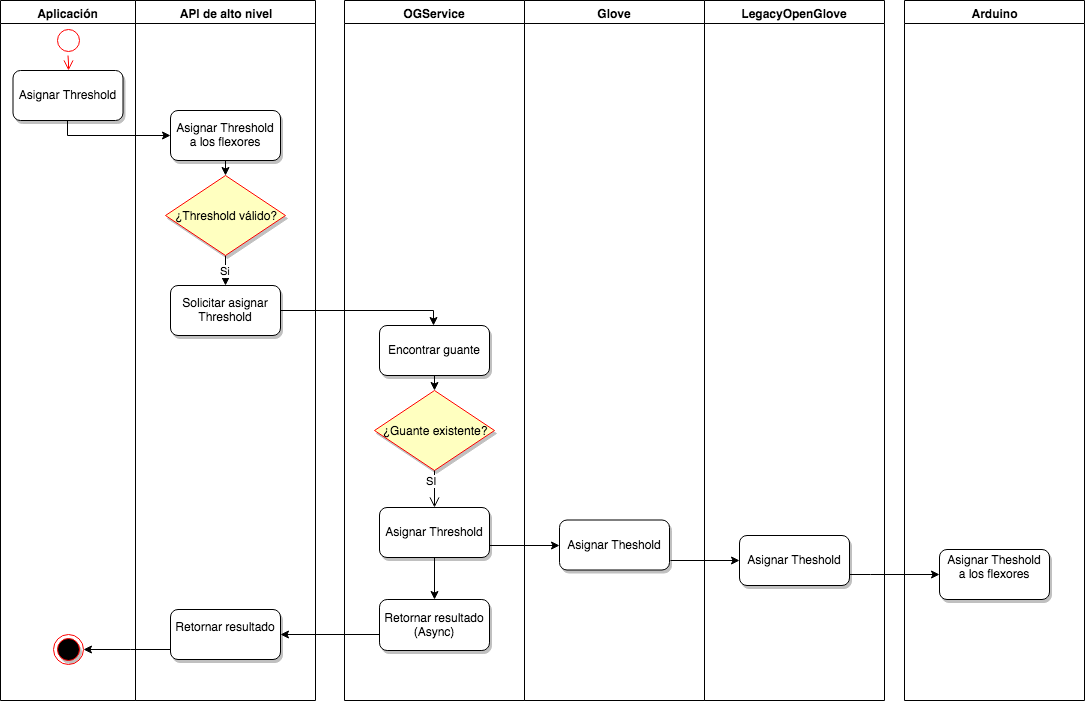 Aplicación
API de alto nivel
OGService
Glove
LegacyOpenGlove
Arduino
Asignar Threshold
Asignar Threshold
a los flexores
¿Threshold válido?
Si
Solicitar asignar
Threshold
Encontrar guante
¿Guante existente?
SI
Asignar Threshold
Asignar Theshold
Asignar Theshold
Asignar Theshold
a los flexores
Retornar resultado
(Async)
Retornar resultado